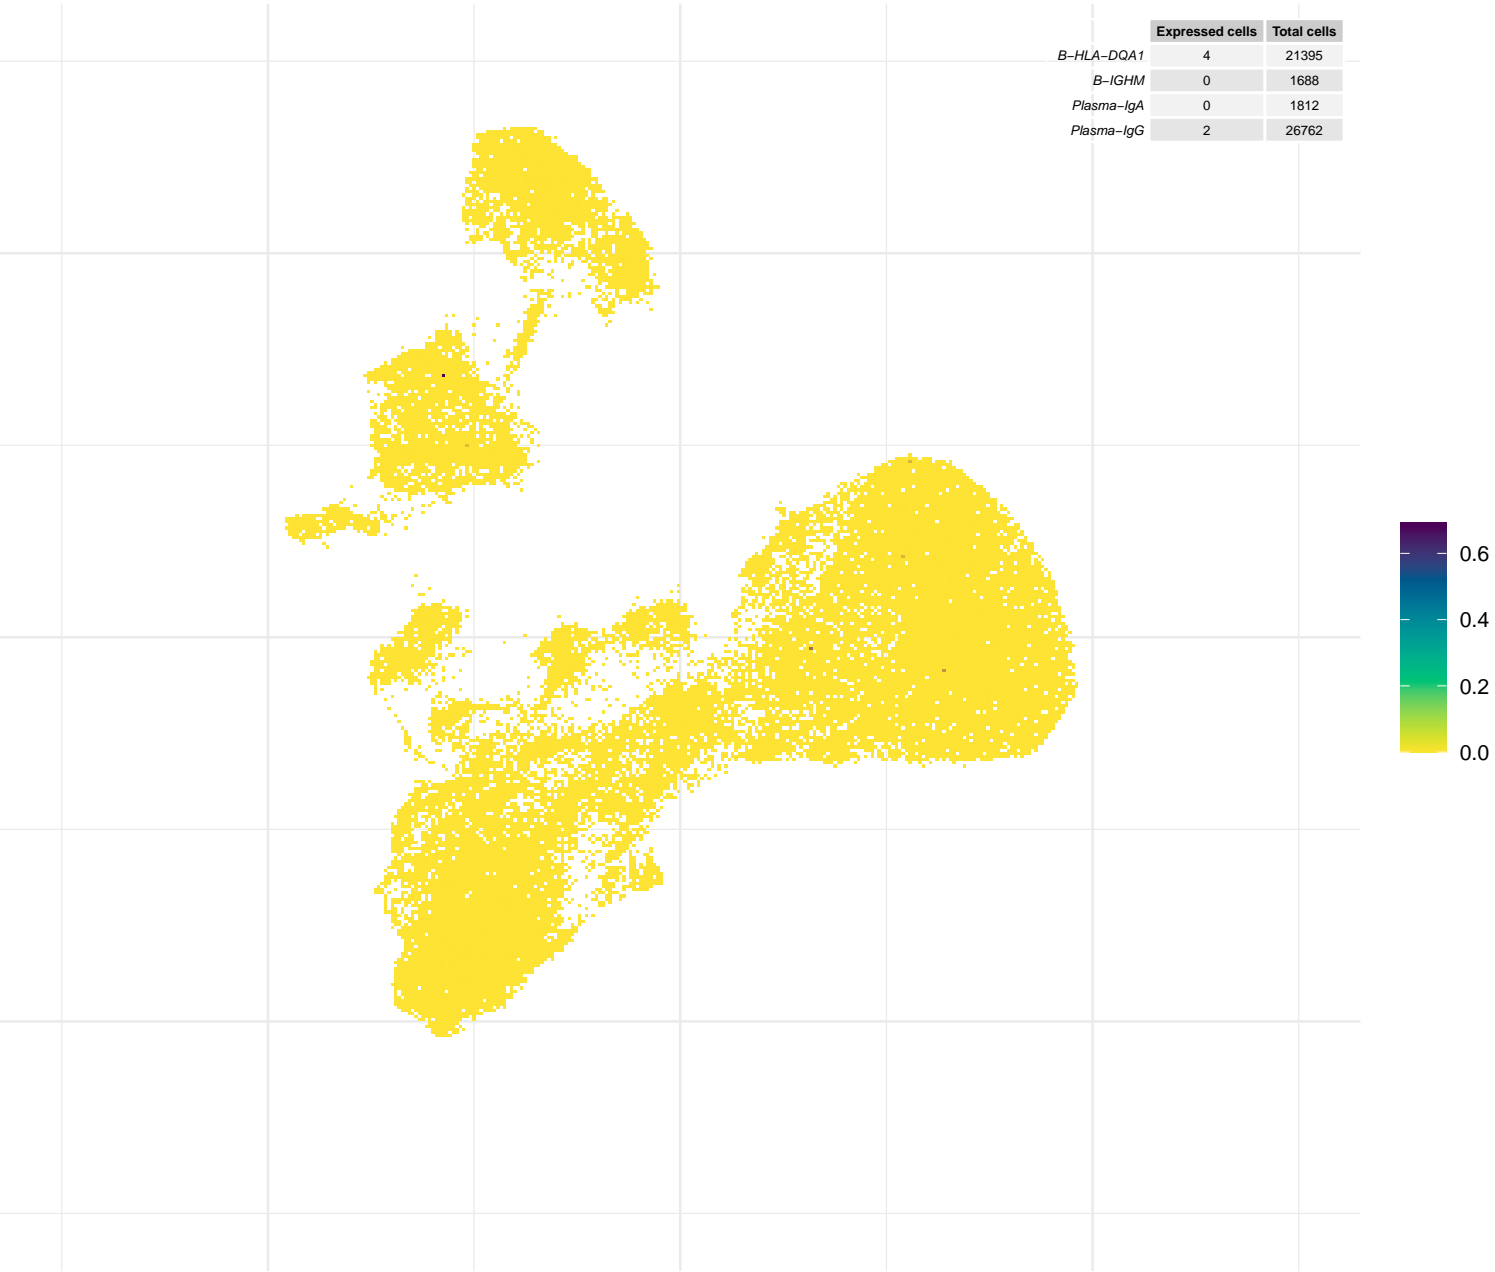 Expressed cells Total cells
B−HLA−DQA1 4 21395
B−IGHM 0 1688
Plasma−IgA 0 1812
Plasma−IgG 2 26762
0.6
0.4
0.2
0.0